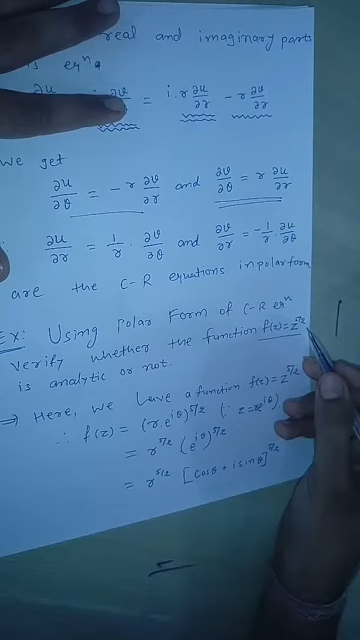 real and imaginary parts
is eqⁿ.
∂u ∂v/∂θ = i.r ∂u/∂r - r ∂v/∂r
we get
∂u/∂θ = -r ∂v/∂r and ∂v/∂θ = r ∂u/∂r
∂u/∂r = 1/r . ∂v/∂θ and ∂v/∂r = -1/r . ∂u/∂θ
are the C-R equations in polar form
EX: Using Polar Form of C-R eqⁿ
Verify whether the function f(z)=z^5/2
is analytic or not.
⇒ Here, we have a function f(z)=z^5/2
∴ f(z) = (r.e^iθ)^5/2 (∵ z=re^iθ)
= r^5/2 (e^iθ)^5/2
= r^5/2 [cosθ + i sinθ]^5/2